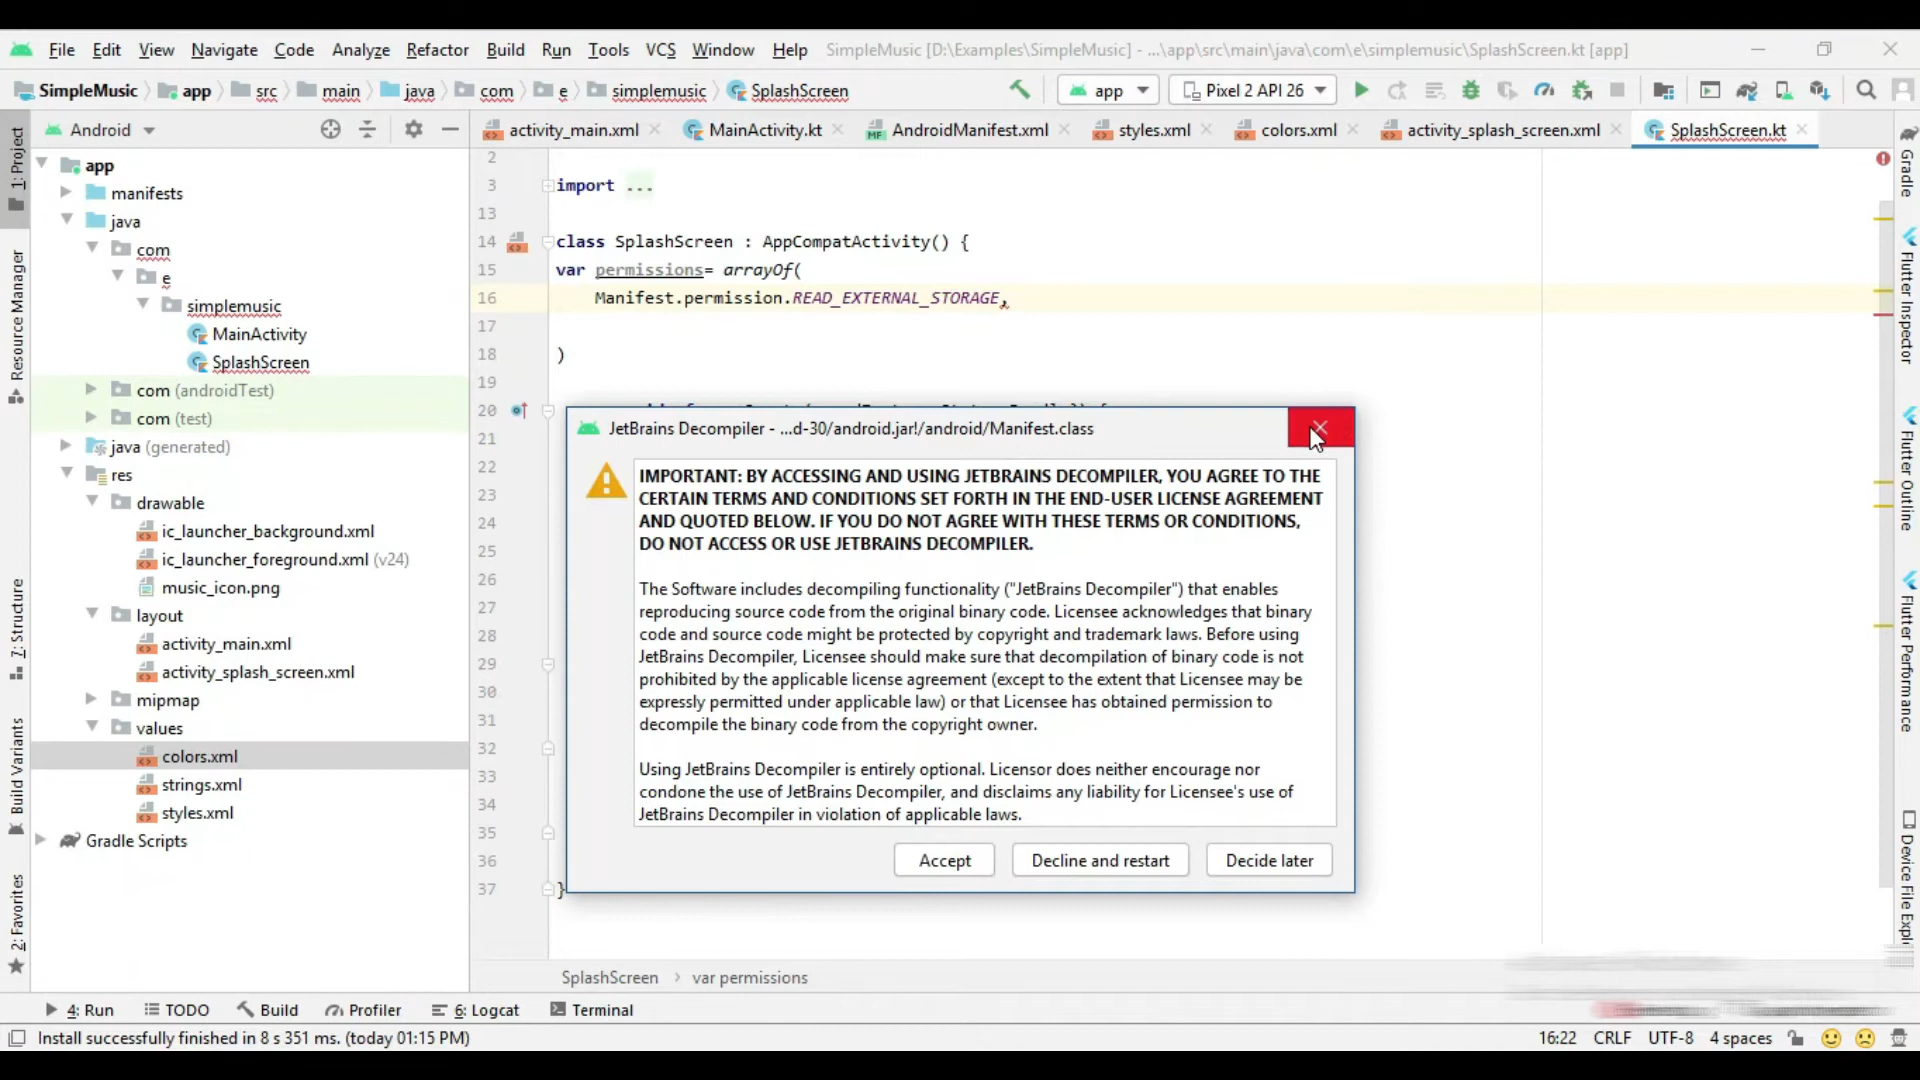 File Edit View Navigate Code Analyze Refactor Build Run Tools VCS Window Help SimpleMusic [D:\Examples\SimpleMusic] - ...\app\src\main\java\com\e\simplemusic\SplashScreen.kt [app]
SimpleMusic app src main java com e simplemusic SplashScreen app Pixel 2 API 26
Android
activity_main.xml MainActivity.kt AndroidManifest.xml styles.xml colors.xml activity_splash_screen.xml SplashScreen.kt
1: Project
Resource Manager
7: Structure
Build Variants
2: Favorites
app
manifests
java
com
e
simplemusic
MainActivity
SplashScreen
com (androidTest)
com (test)
java (generated)
res
drawable
ic_launcher_background.xml
ic_launcher_foreground.xml (v24)
music_icon.png
layout
activity_main.xml
activity_splash_screen.xml
mipmap
values
colors.xml
strings.xml
styles.xml
Gradle Scripts
2
3 import ...
13
14 class SplashScreen : AppCompatActivity() {
15 var permissions= arrayOf(
16 Manifest.permission.READ_EXTERNAL_STORAGE,
17
18 )
19
20
21
22
23
24
25
26
27
28
29
30
31
32
33
34
35
36
37 }
JetBrains Decompiler - ...d-30/android.jar!/android/Manifest.class
IMPORTANT: BY ACCESSING AND USING JETBRAINS DECOMPILER, YOU AGREE TO THE
CERTAIN TERMS AND CONDITIONS SET FORTH IN THE END-USER LICENSE AGREEMENT
AND QUOTED BELOW. IF YOU DO NOT AGREE WITH THESE TERMS OR CONDITIONS,
DO NOT ACCESS OR USE JETBRAINS DECOMPILER.
The Software includes decompiling functionality ("JetBrains Decompiler") that enables
reproducing source code from the original binary code. Licensee acknowledges that binary
code and source code might be protected by copyright and trademark laws. Before using
JetBrains Decompiler, Licensee should make sure that decompilation of binary code is not
prohibited by the applicable license agreement (except to the extent that Licensee may be
expressly permitted under applicable law) or that Licensee has obtained permission to
decompile the binary code from the copyright owner.
Using JetBrains Decompiler is entirely optional. Licensor does neither encourage nor
condone the use of JetBrains Decompiler, and disclaims any liability for Licensee's use of
JetBrains Decompiler in violation of applicable laws.
Accept Decline and restart Decide later
Gradle
Flutter Inspector
Flutter Outline
Flutter Performance
Device File Expl
SplashScreen var permissions
4: Run TODO Build Profiler 6: Logcat Terminal
Install successfully finished in 8 s 351 ms. (today 01:15 PM) 16:22 CRLF UTF-8 4 spaces